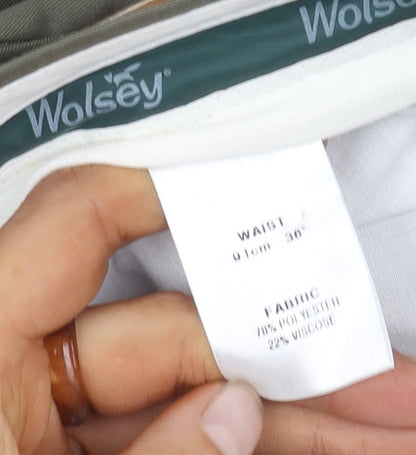 Wolsey
Wolsey®
WAIST
91cm 36"
FABRIC
78% POLYESTER
22% VISCOSE